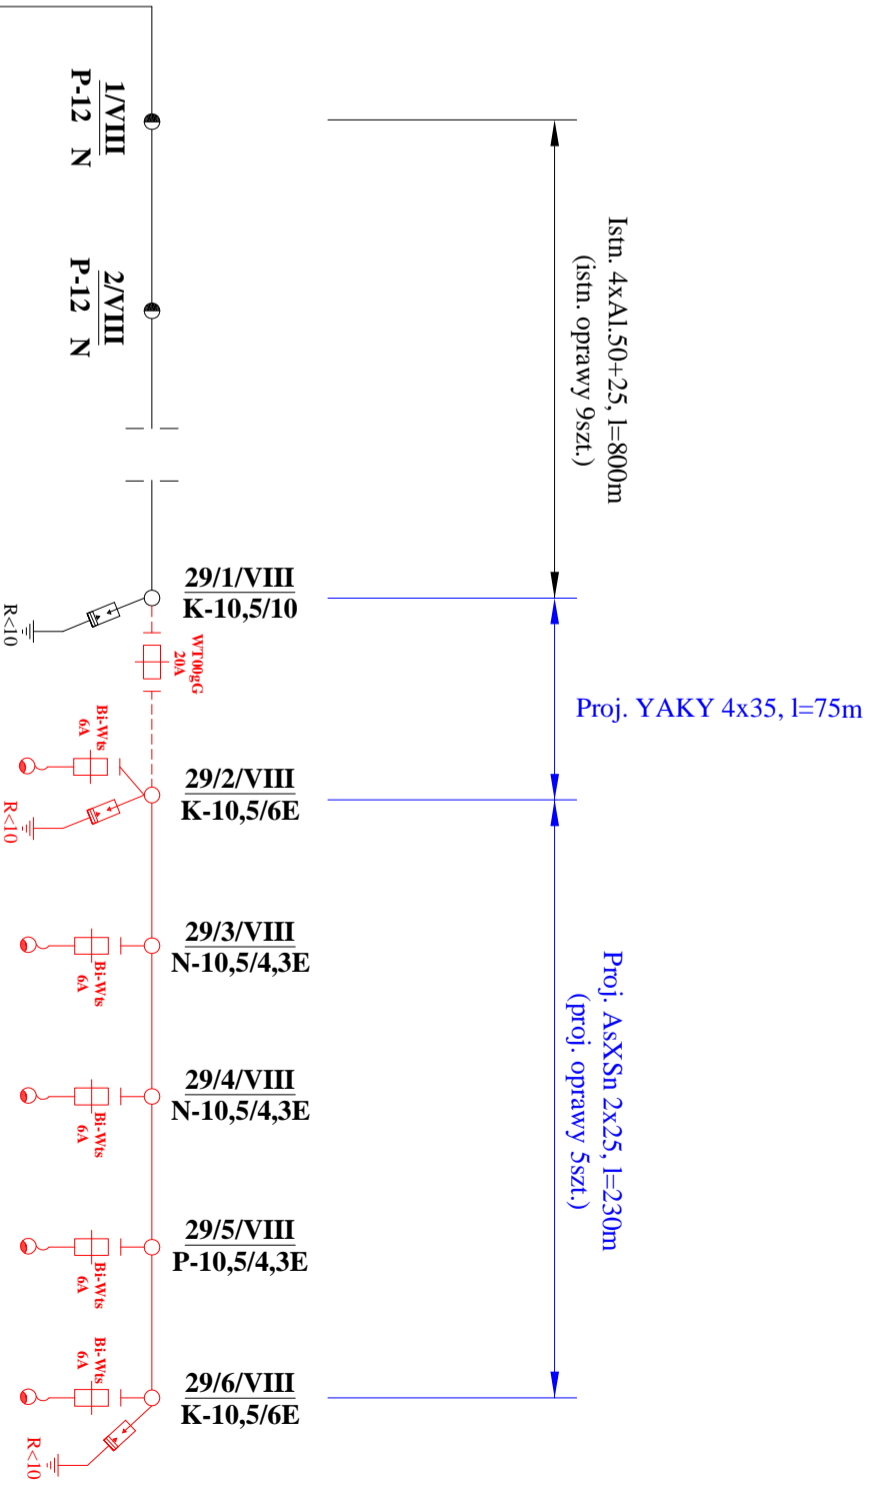 1/VIII
P-12 N
2/VIII
P-12 N
Istn. 4xAl.50+25, l=800m
(istn. oprawy 9szt.)
29/1/VIII
K-10,5/10
R<10
WT00gG
20A
Proj. YAKY 4x35, l=75m
Bi-Wts
6A
29/2/VIII
K-10,5/6E
R<10
29/3/VIII
N-10,5/4,3E
Bi-Wts
6A
Proj. AsXSn 2x25, l=230m
(proj. oprawy 5szt.)
29/4/VIII
N-10,5/4,3E
Bi-Wts
6A
29/5/VIII
P-10,5/4,3E
Bi-Wts
6A
Bi-Wts
6A
29/6/VIII
K-10,5/6E
R<10